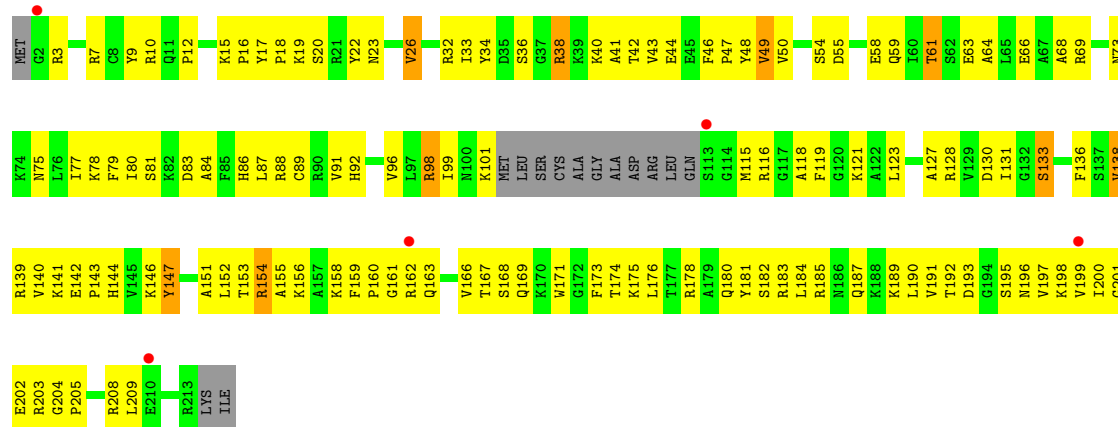 MET G2 R3 R7 C8 Y9 R10 Q11 P12 K15 P16 Y17 P18 K19 S20 R21 Y22 N23 V26 R32 I33 Y34 D35 S36 G37 R38 K39 K40 A41 T42 V43 E44 E45 F46 P47 Y48 V49 V50 S54 D55 E58 Q59 I60 T61 S62 E63 A64 L65 E66 A67 A68 R69 N73
K74 N75 L76 I77 K78 F79 I80 S81 K82 D83 A84 F85 H86 L87 R88 C89 R90 V91 H92 V96 L97 R98 I99 N100 K101 MET LEU SER CYS ALA GLY ALA ASP ARG LEU GLN S113 G114 M115 R116 G117 A118 F119 G120 K121 A122 L123 A127 R128 V129 D130 I131 G132 S133 F136 S137 V138
R139 V140 K141 E142 P143 H144 V145 K146 Y147 A151 L152 R154 A155 K156 A157 K158 F159 P160 G161 R162 Q163 V166 T167 S168 Q169 K170 W171 G172 F173 T174 K175 L176 T177 R178 A179 Q180 Y181 S182 R183 L184 R185 N186 Q187 K188 K189 L190 V191 T192 D193 G194 S195 N196 V197 K198 V199 I200 G201
E202 R203 G204 P205 R208 L209 E210 R213 LYS ILE